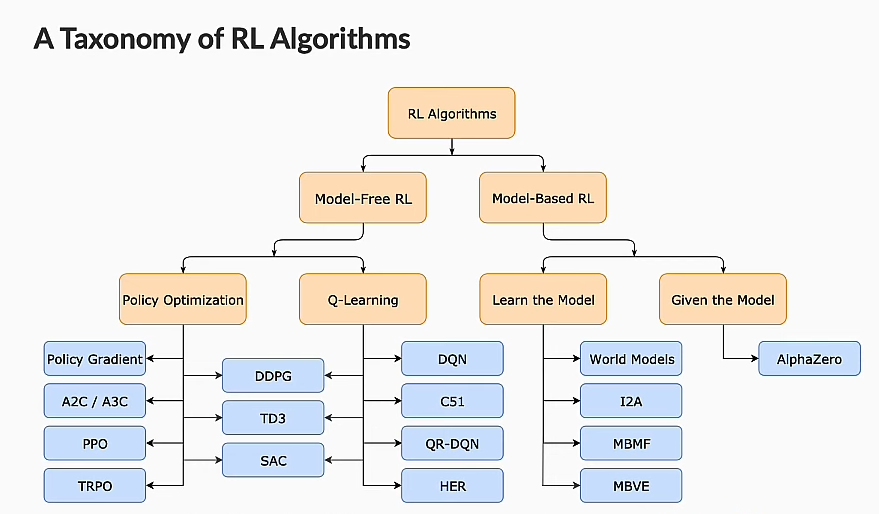 A Taxonomy of RL Algorithms
RL Algorithms
Model-Free RL
Model-Based RL
Policy Optimization
Q-Learning
Learn the Model
Given the Model
Policy Gradient
DDPG
DQN
World Models
AlphaZero
A2C / A3C
TD3
C51
I2A
PPO
SAC
QR-DQN
MBMF
TRPO
HER
MBVE